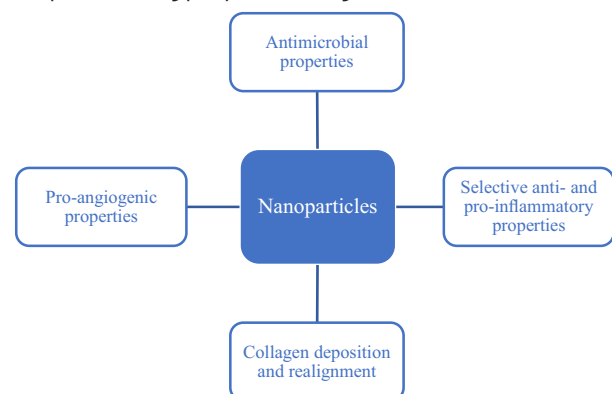 Antimicrobial
properties
Pro-angiogenic
properties
Nanoparticles
Selective anti- and
pro-inflammatory
properties
Collagen deposition
and realignment